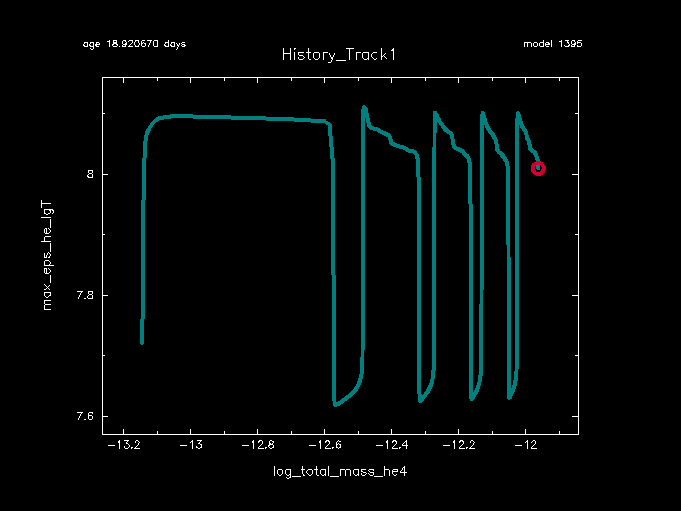 age 18.920670 days
model 1395
History_Track1
max_eps_he_lgT
8
7.8
7.6
−13.2 −13 −12.8 −12.6 −12.4 −12.2 −12
log_total_mass_he4